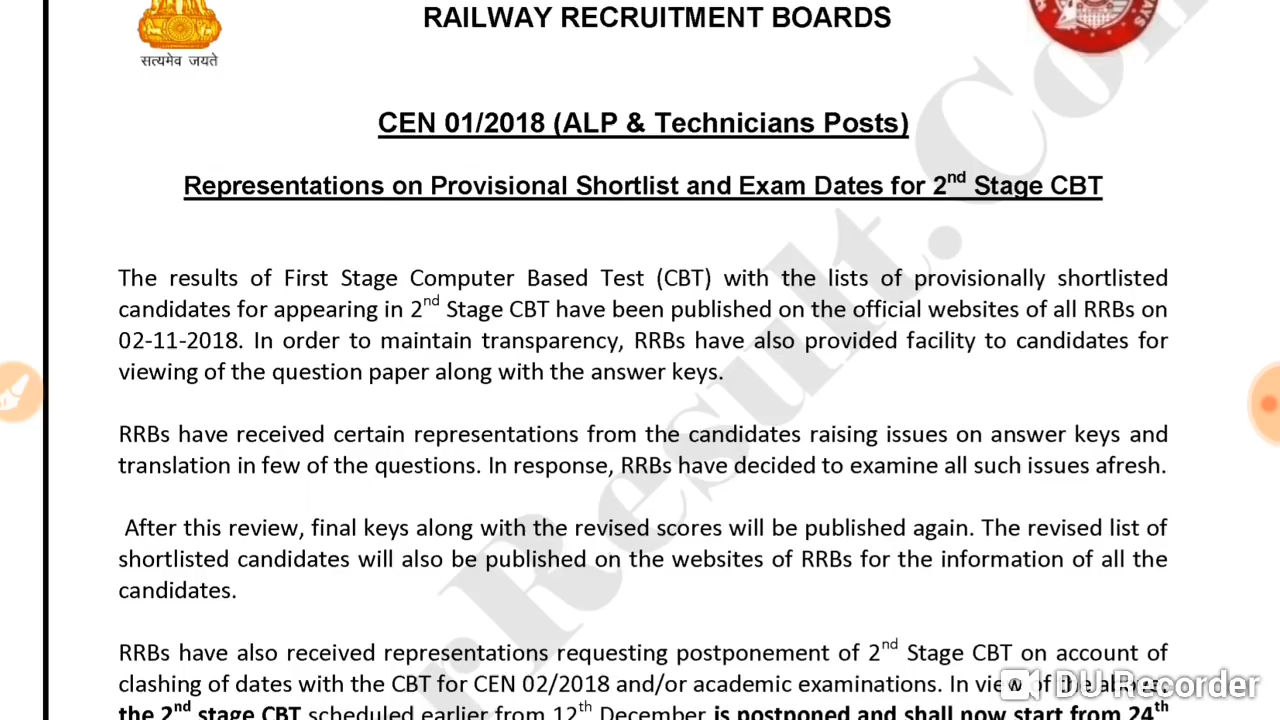 RAILWAY RECRUITMENT BOARDS
सत्यमेव जयते
CEN 01/2018 (ALP & Technicians Posts)
Representations on Provisional Shortlist and Exam Dates for 2nd Stage CBT
The results of First Stage Computer Based Test (CBT) with the lists of provisionally shortlisted
candidates for appearing in 2nd Stage CBT have been published on the official websites of all RRBs on
02-11-2018. In order to maintain transparency, RRBs have also provided facility to candidates for
viewing of the question paper along with the answer keys.
RRBs have received certain representations from the candidates raising issues on answer keys and
translation in few of the questions. In response, RRBs have decided to examine all such issues afresh.
After this review, final keys along with the revised scores will be published again. The revised list of
shortlisted candidates will also be published on the websites of RRBs for the information of all the
candidates.
RRBs have also received representations requesting postponement of 2nd Stage CBT on account of
clashing of dates with the CBT for CEN 02/2018 and/or academic examinations. In view of the
the 2nd stage CBT scheduled earlier from 12th December is postponed and shall now start from 24th
DU Recorder
rResult.Com